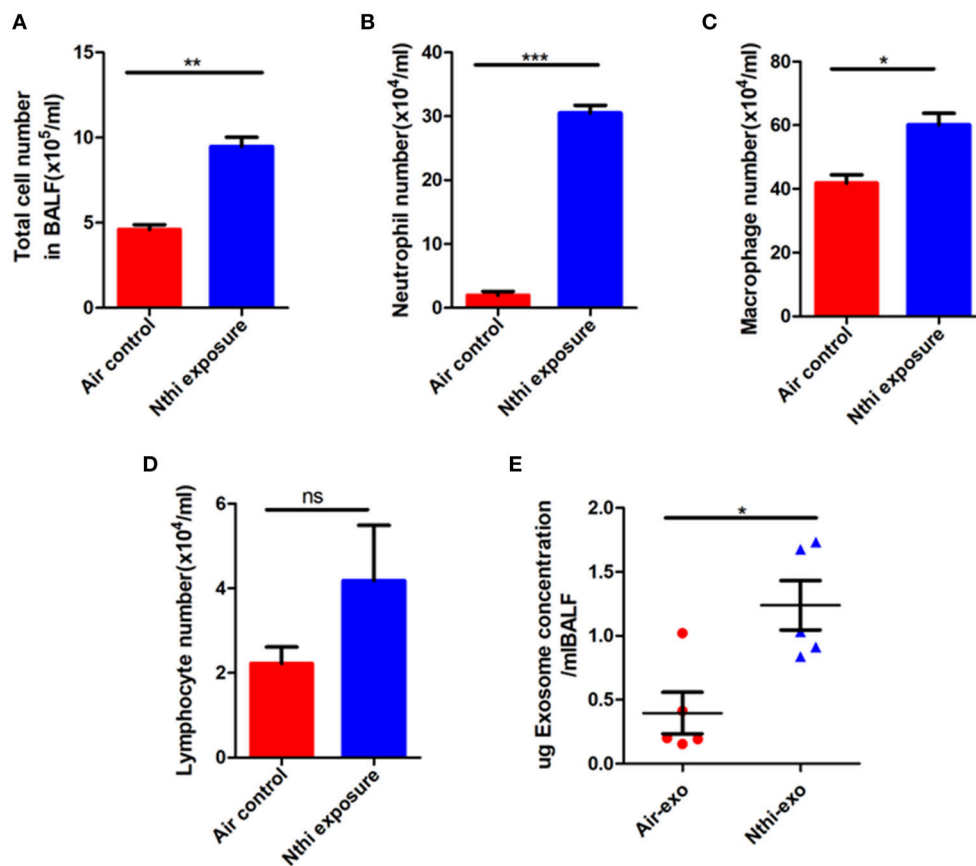 A
Total cell number
in BALF(x10⁵/ml)
15
10
5
0
**
Air control
Nthi exposure
B
Neutrophil number(x10⁴/ml)
40
30
20
10
0
***
Air control
Nthi exposure
C
Macrophage number(x10⁴/ml)
80
60
40
20
0
*
Air control
Nthi exposure
D
Lymphocyte number(x10⁴/ml)
6
4
2
0
ns
Air control
Nthi exposure
E
ug Exosome concentration
/mlBALF
2.0
1.5
1.0
0.5
0.0
*
Air-exo
Nthi-exo